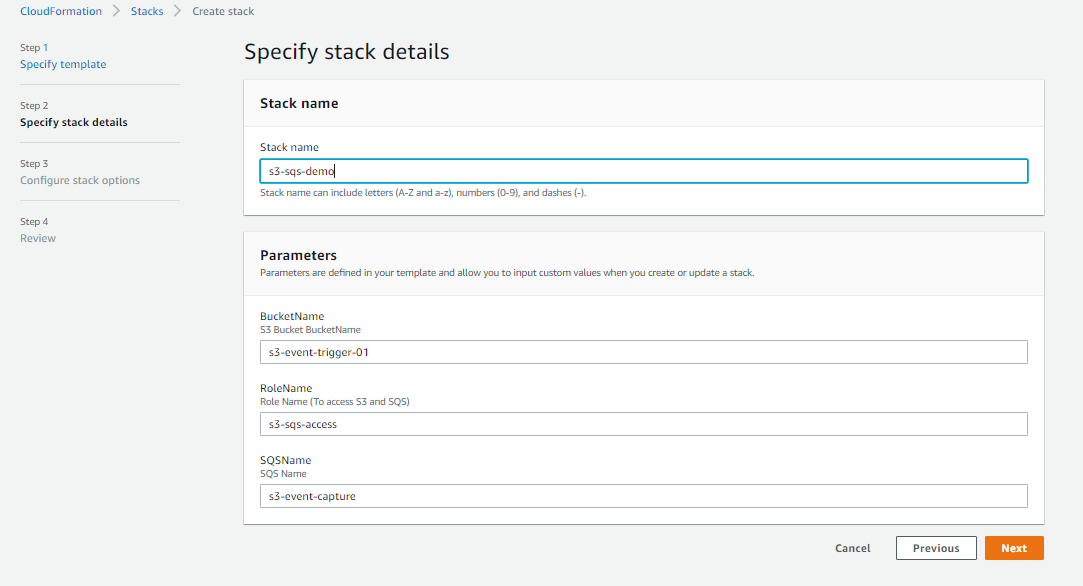 CloudFormation > Stacks > Create stack
Step 1
Specify template
Step 2
Specify stack details
Step 3
Configure stack options
Step 4
Review
Specify stack details
Stack name
Stack name
s3-sqs-demo
Stack name can include letters (A-Z and a-z), numbers (0-9), and dashes (-).
Parameters
Parameters are defined in your template and allow you to input custom values when you create or update a stack.
BucketName
S3 Bucket BucketName
s3-event-trigger-01
RoleName
Role Name (To access S3 and SQS)
s3-sqs-access
SQSName
SQS Name
s3-event-capture
Cancel
Previous
Next